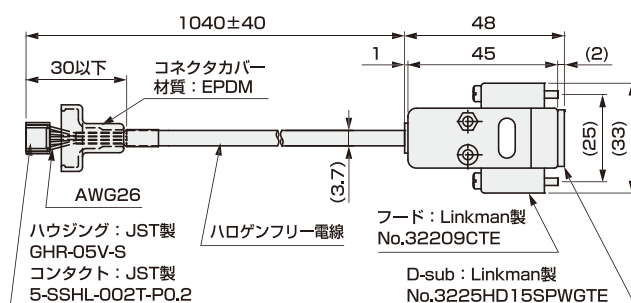 1040±40
48
1
45
(2)
30以下
コネクタカバー
材質：EPDM
(25)
(33)
(3.7)
AWG26
ハウジング：JST製
GHR-05V-S
コンタクト：JST製
5-SSHL-002T-P0.2
ハロゲンフリー電線
フード：Linkman製
No.32209CTE
D-sub：Linkman製
No.3225HD15SPWGTE